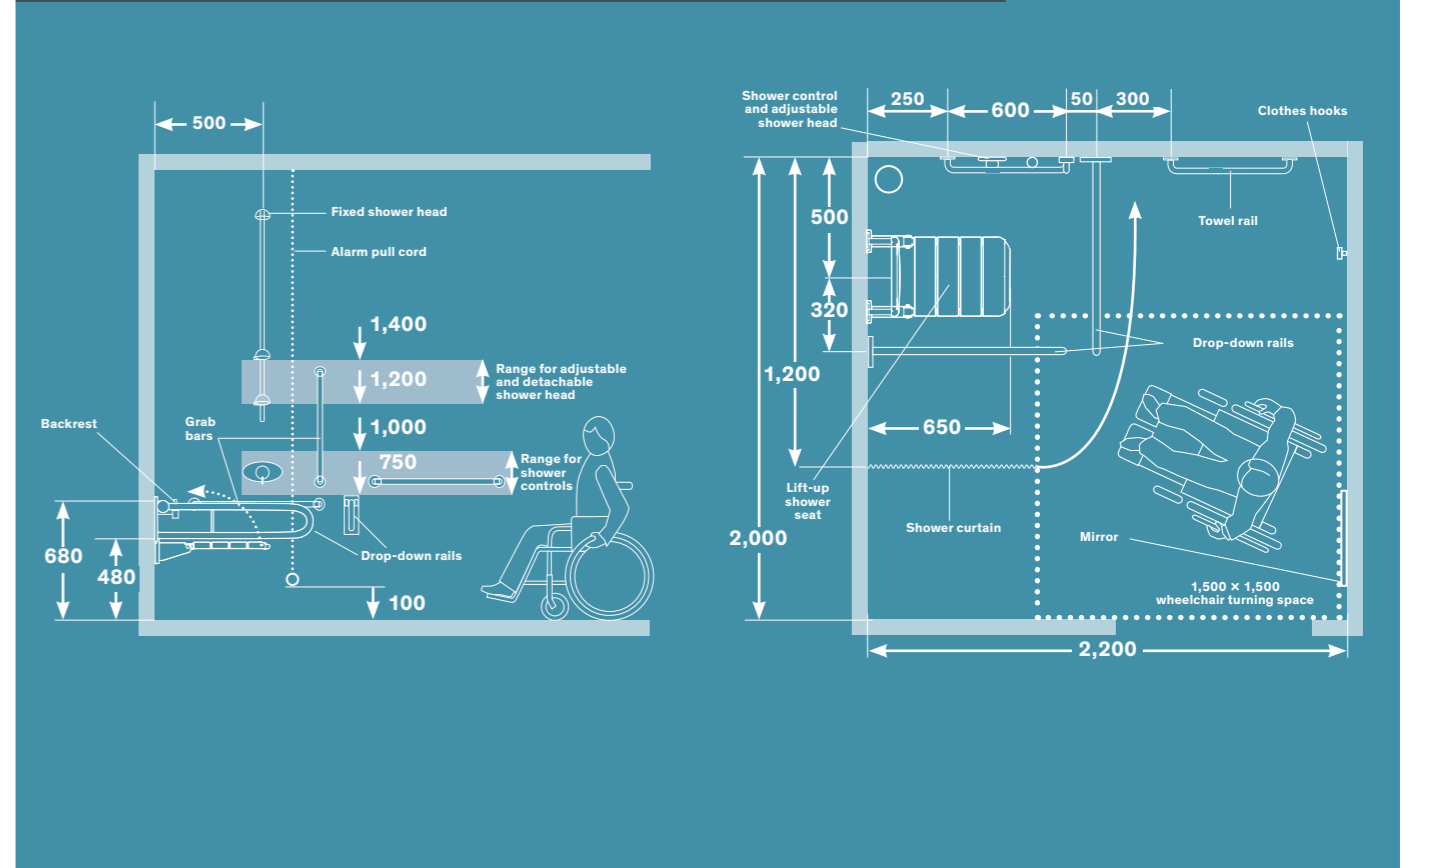 500
Fixed shower head
Alarm pull cord
1,400
1,200
Range for adjustable
and detachable
shower head
1,000
Backrest
Grab
bars
750
Range for
shower
controls
680
480
Drop-down rails
100
Shower control
and adjustable
shower head
250
600
50
300
Clothes hooks
500
Towel rail
320
Drop-down rails
1,200
650
Lift-up
shower
seat
Shower curtain
2,000
Mirror
1,500 × 1,500
wheelchair turning space
2,200